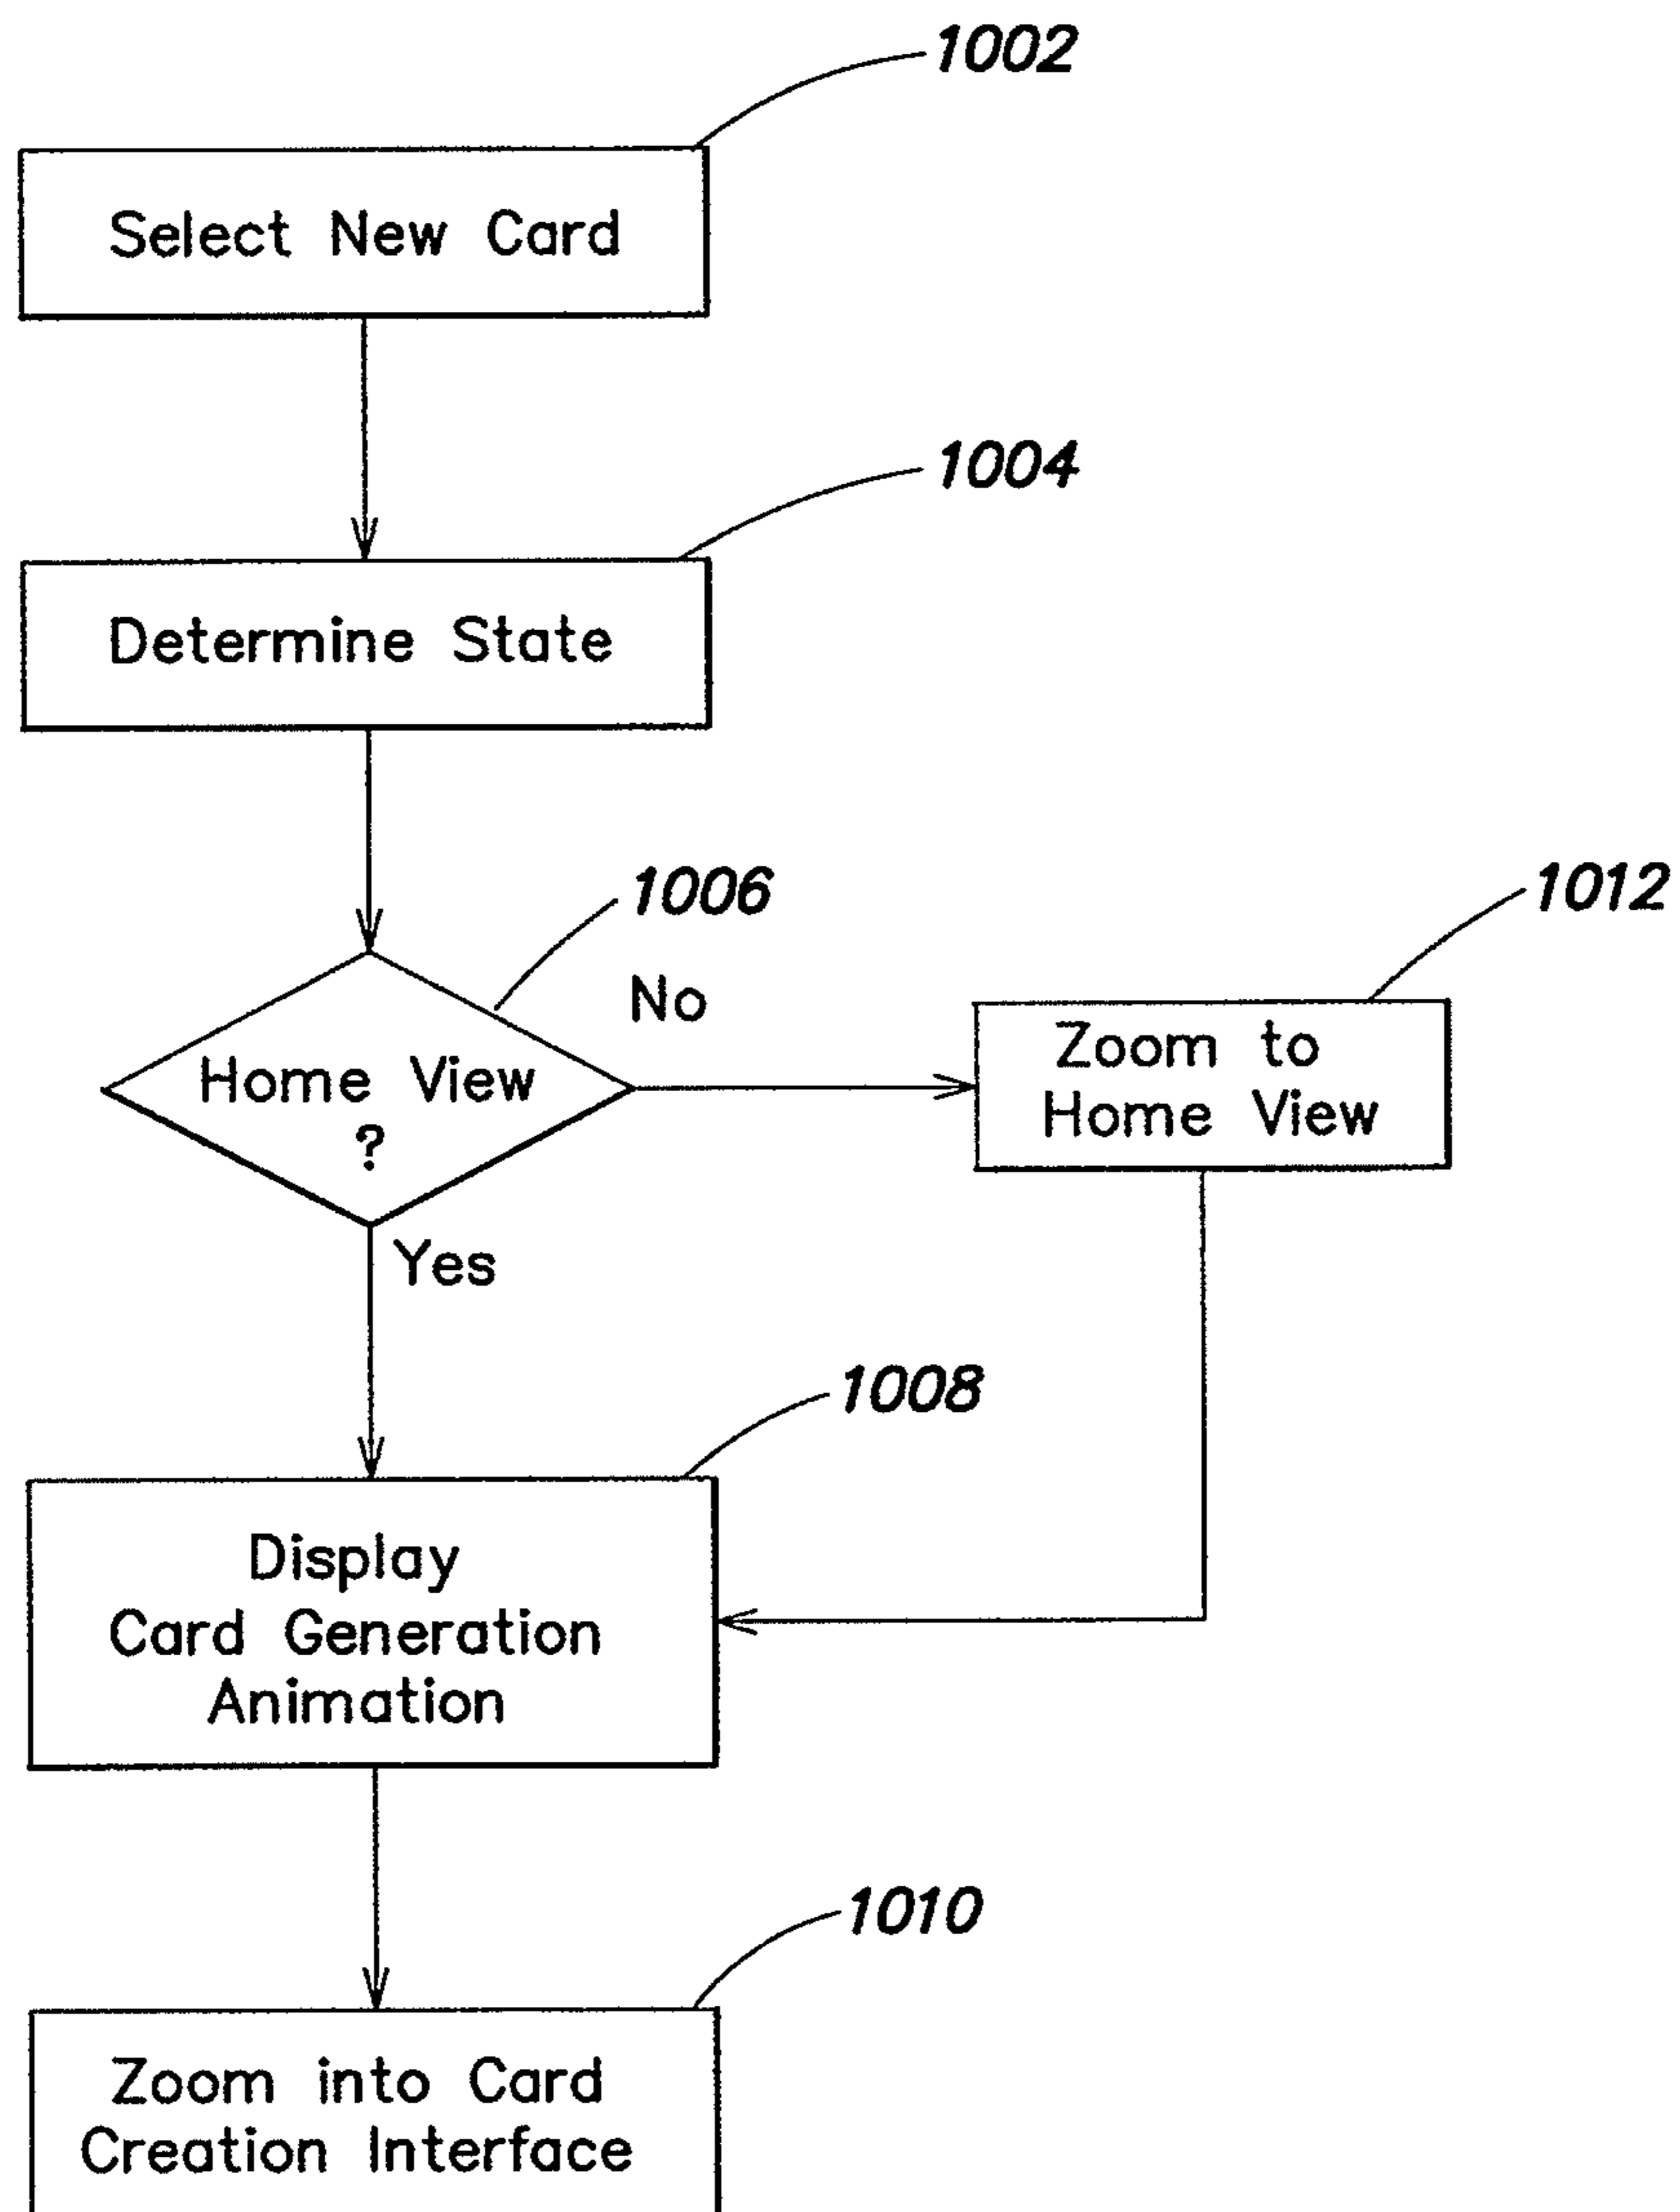 1002
Select New Card
1004
Determine State
1006
No
1012
Home View
?
Zoom to
Home View
Yes
1008
Display
Card Generation
Animation
1010
Zoom into Card
Creation Interface